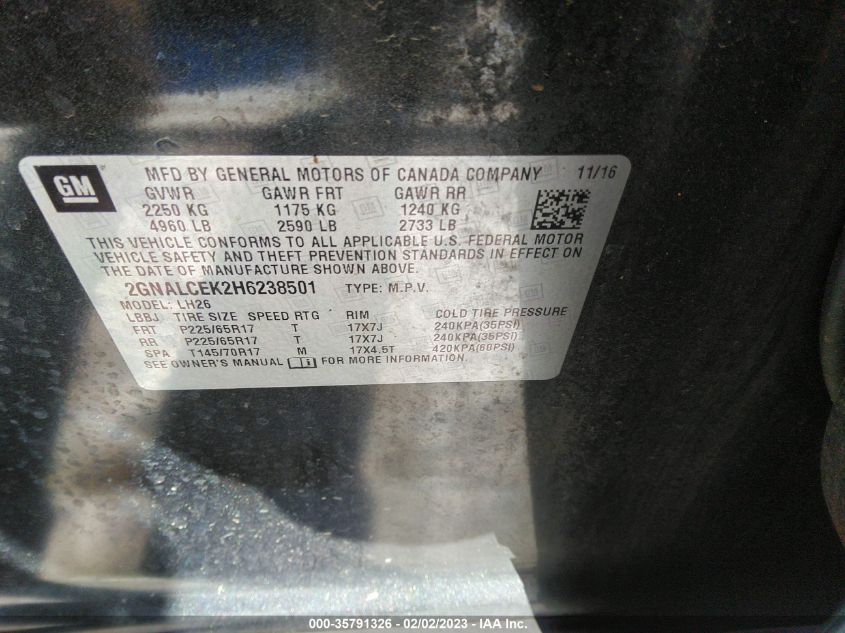 GM
MFD BY GENERAL MOTORS OF CANADA COMPANY 11/16
GVWR GAWR FRT GAWR RR
2250 KG 1175 KG 1240 KG
4960 LB 2590 LB 2733 LB
THIS VEHICLE CONFORMS TO ALL APPLICABLE U.S. FEDERAL MOTOR
VEHICLE SAFETY AND THEFT PREVENTION STANDARDS IN EFFECT ON
THE DATE OF MANUFACTURE SHOWN ABOVE.
2GNALCEK2H6238501 TYPE: M.P.V.
MODEL: LH26
LBBJ TIRE SIZE SPEED RTG RIM COLD TIRE PRESSURE
FRT P225/65R17 T 17X7J 240KPA(35PSI)
RR P225/65R17 T 17X7J 240KPA(35PSI)
SPA T145/70R17 M 17X4.5T 420KPA(60PSI)
SEE OWNER'S MANUAL FOR MORE INFORMATION.
000-35791326 - 02/02/2023 - IAA Inc.